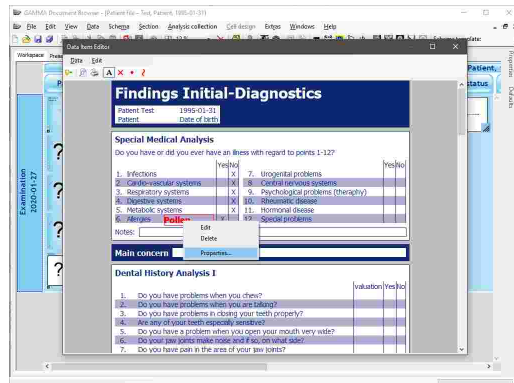 GAMMA Document Browser - [Patient file - Test, Patient, 1995-01-31]
File Edit View Data Schema Section Analysis collection Cell design Extras Windows Help
Workspace
Data Item Editor
Data Edit
Patient,
status
Properties
Defaults
Examination
2020-01-27
Findings Initial-Diagnostics
Patient Test 1995-01-31
Patient Date of birth
Special Medical Analysis
Do you have or did you ever have an illness with regard to points 1-12?
Yes No Yes No
1. Infections X 7. Urogenital problems
2. Cardio-vascular systems X 8 Central nervous systems
3. Respiratory systems X 9. Psychological problems (theraphy)
4. Digestive systems X 10. Rheumatic disease
5. Metabolic systems X 11. Hormonal disease
6. Allergies Pollen X 12. Special problems
Notes:
Edit
Delete
Properties...
Main concern
Dental History Analysis I
valuation Yes No
1. Do you have problems when you chew?
2. Do you have problems when you are talking?
3. Do you have problems in closing your teeth properly?
4. Are any of your teeth especially sensitive?
5. Do you have a problem when you open your mouth very wide?
6. Do your jaw joints make noise and if so, on what side?
7. Do you have pain in the area of your jaw joints?